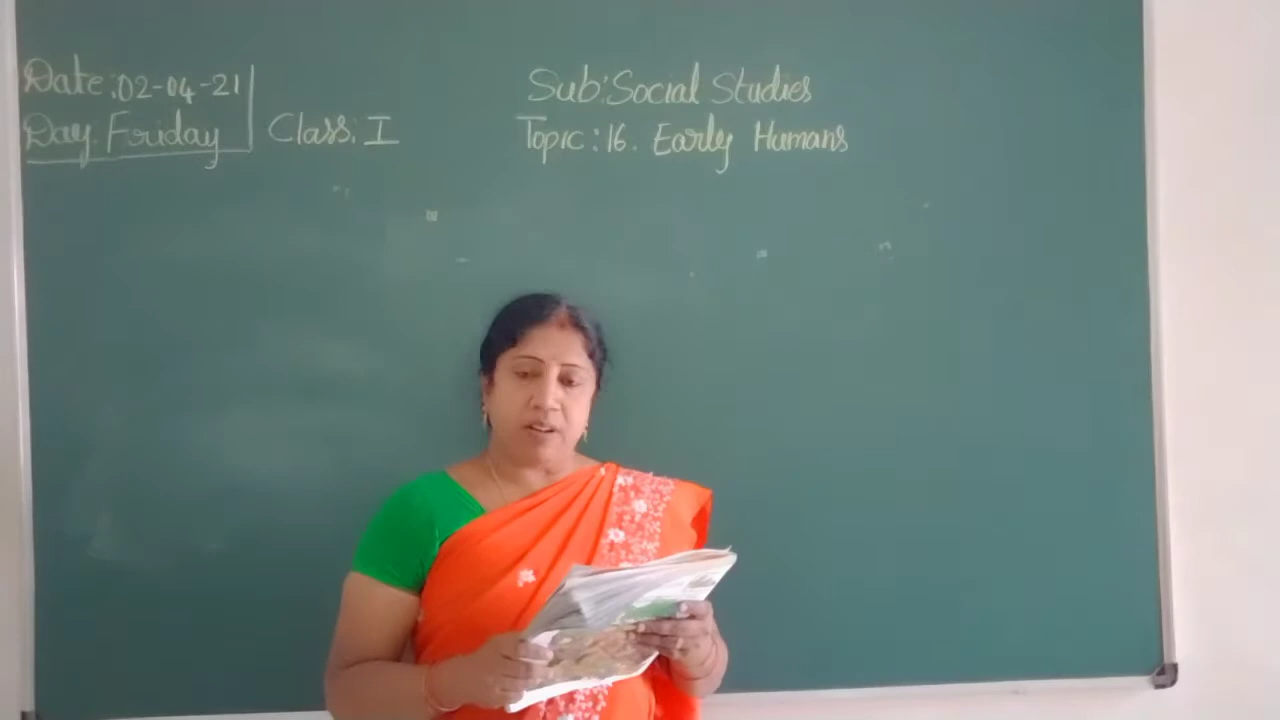 Date: 02-04-21
Day: Friday
Class: I
Sub: Social Studies
Topic: 16. Early Humans